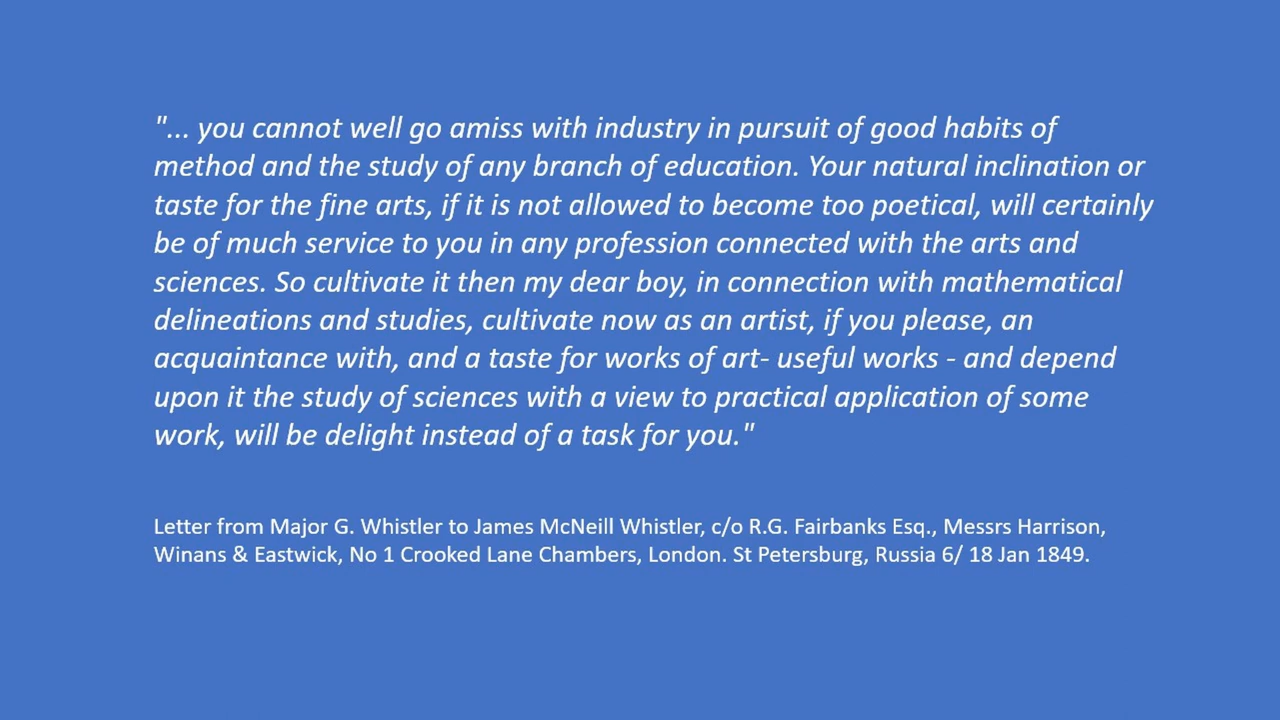 "... you cannot well go amiss with industry in pursuit of good habits of
method and the study of any branch of education. Your natural inclination or
taste for the fine arts, if it is not allowed to become too poetical, will certainly
be of much service to you in any profession connected with the arts and
sciences. So cultivate it then my dear boy, in connection with mathematical
delineations and studies, cultivate now as an artist, if you please, an
acquaintance with, and a taste for works of art- useful works - and depend
upon it the study of sciences with a view to practical application of some
work, will be delight instead of a task for you."
Letter from Major G. Whistler to James McNeill Whistler, c/o R.G. Fairbanks Esq., Messrs Harrison,
Winans & Eastwick, No 1 Crooked Lane Chambers, London. St Petersburg, Russia 6/ 18 Jan 1849.